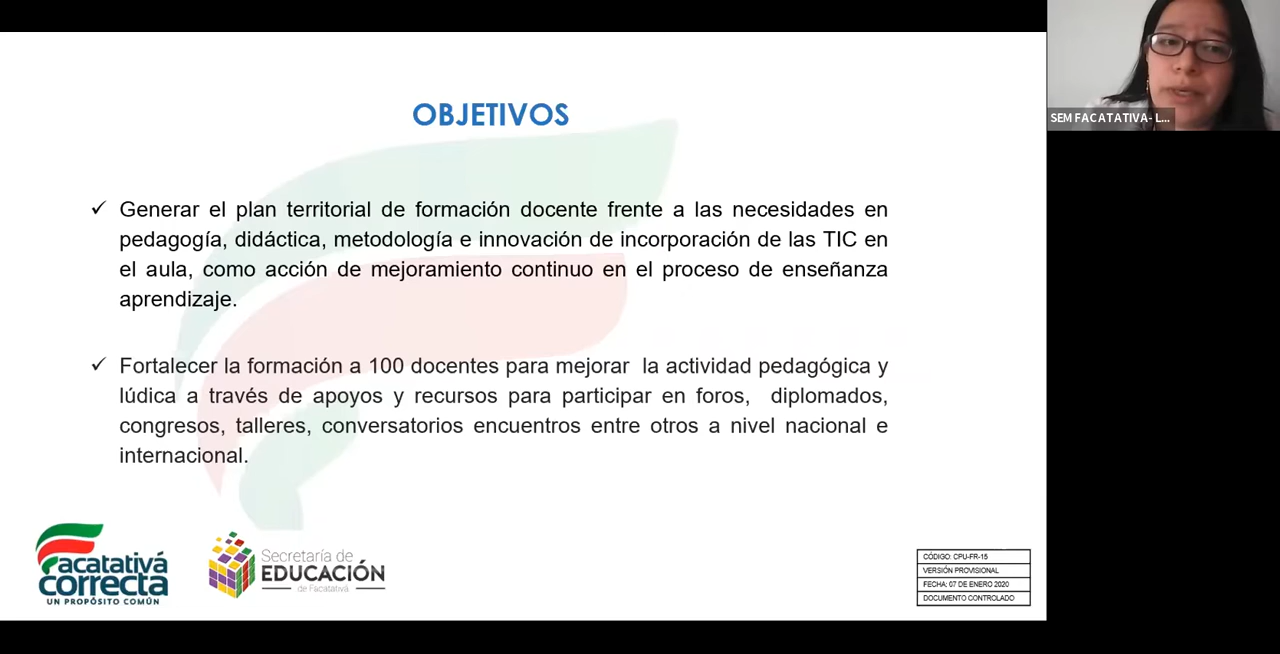 SEM FACATATIVA- L...
OBJETIVOS
✓ Generar el plan territorial de formación docente frente a las necesidades en
pedagogía, didáctica, metodología e innovación de incorporación de las TIC en
el aula, como acción de mejoramiento continuo en el proceso de enseñanza
aprendizaje.
✓ Fortalecer la formación a 100 docentes para mejorar la actividad pedagógica y
lúdica a través de apoyos y recursos para participar en foros, diplomados,
congresos, talleres, conversatorios encuentros entre otros a nivel nacional e
internacional.
Facatativá
correcta
UN PROPÓSITO COMÚN
Secretaría de
EDUCACIÓN
de Facatativá
CÓDIGO: CPU-FR-15
VERSIÓN PROVISIONAL
FECHA: 07 DE ENERO 2020
DOCUMENTO CONTROLADO